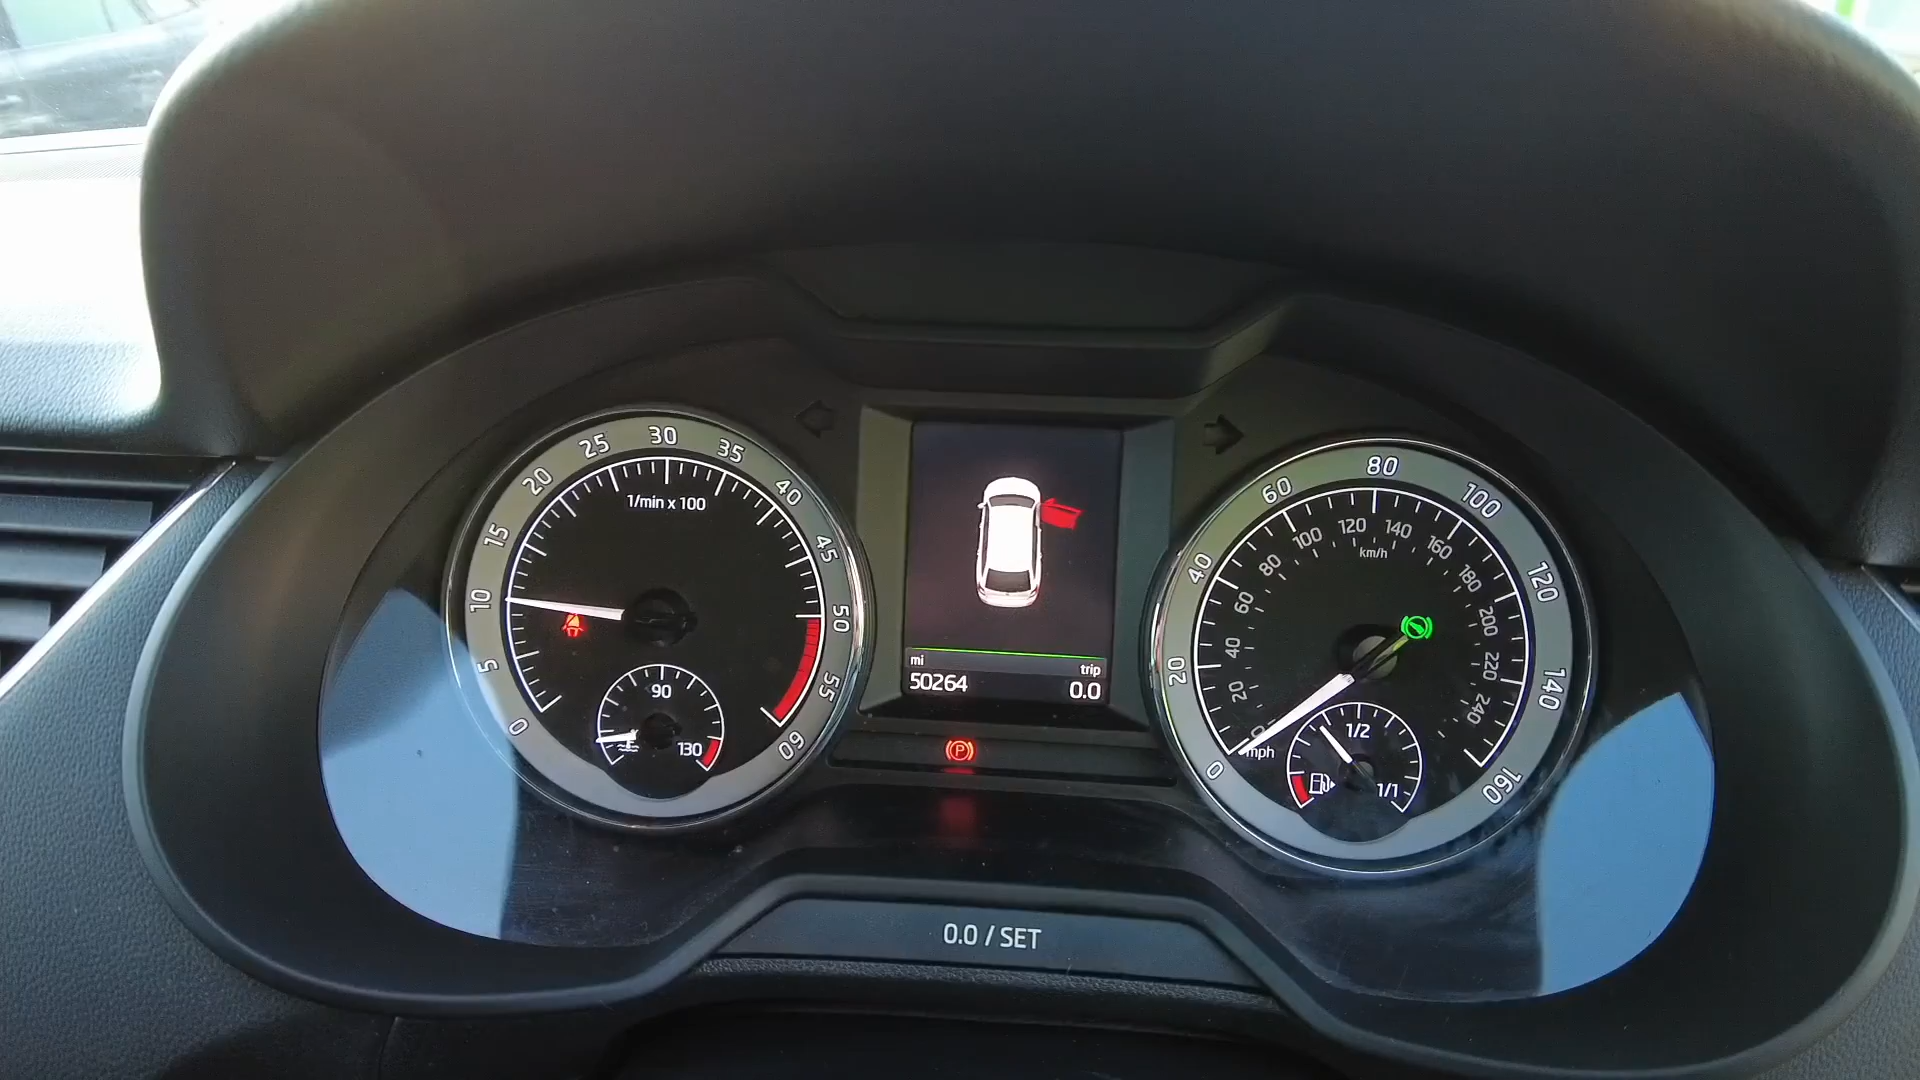 0 5 10 15 20 25 30 35 40 45 50 55 60
1/min x 100
90
130
mi
trip
50264
0.0
P
0 20 40 60 80 100 120 140 160
20 40 60 80 100 120 140 160 180 200 220 240
km/h
mph
1/2
1/1
0.0 / SET